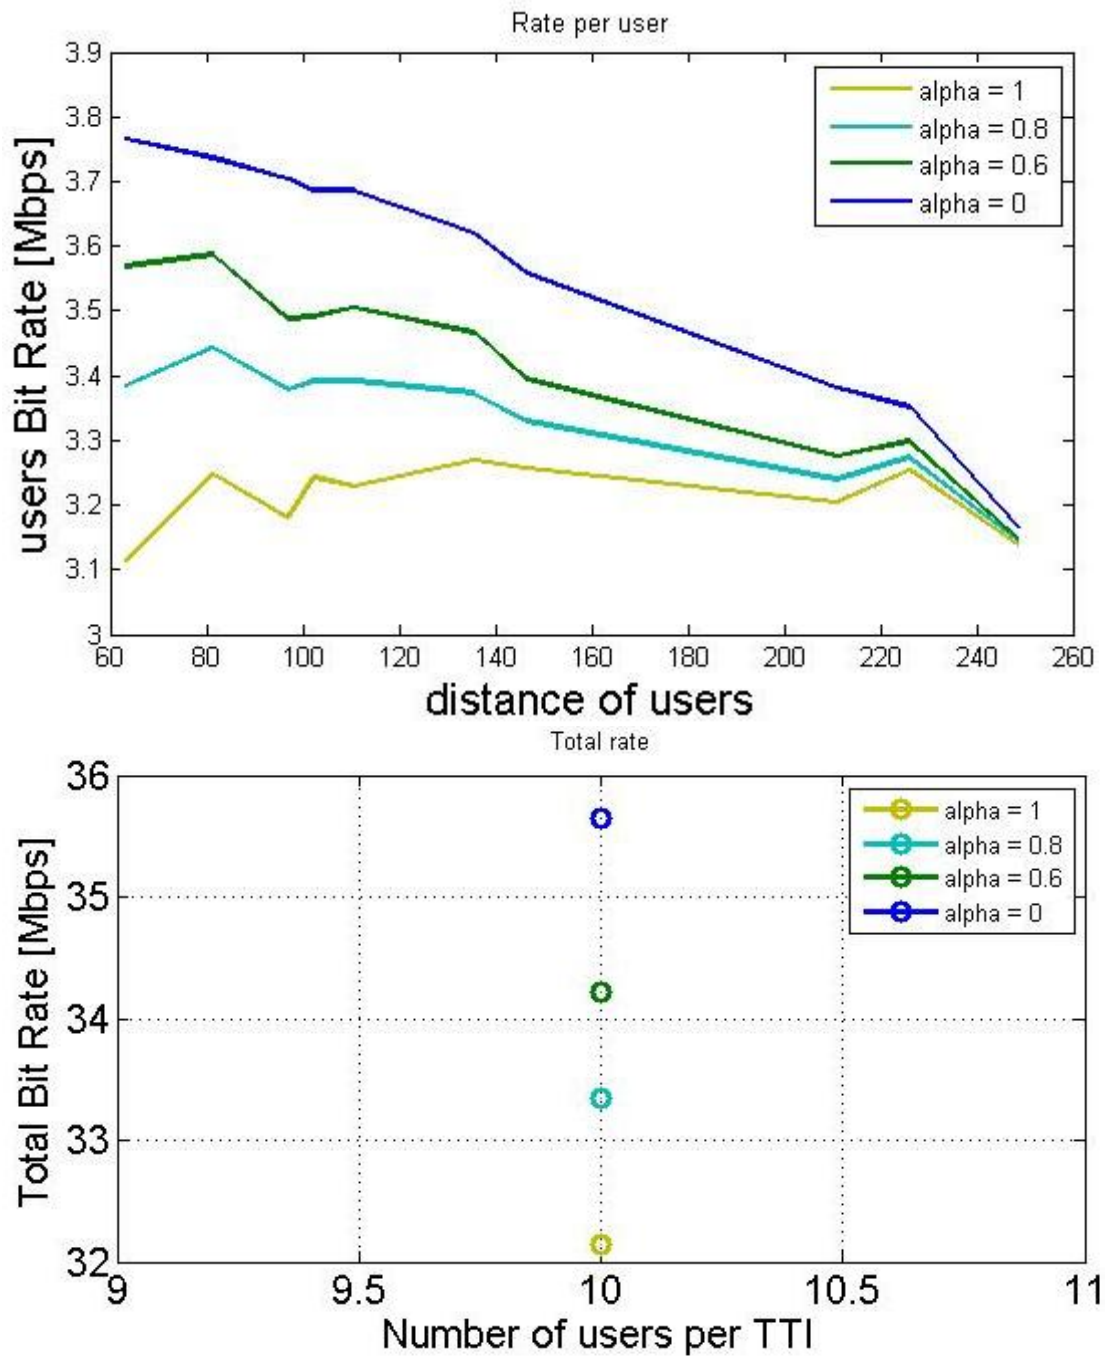 Rate per user
users Bit Rate [Mbps]
3.9
3.8
3.7
3.6
3.5
3.4
3.3
3.2
3.1
3
alpha = 1
alpha = 0.8
alpha = 0.6
alpha = 0
60 80 100 120 140 160 180 200 220 240 260
distance of users
Total rate
Total Bit Rate [Mbps]
36
35
34
33
32
alpha = 1
alpha = 0.8
alpha = 0.6
alpha = 0
9 9.5 10 10.5 11
Number of users per TTI